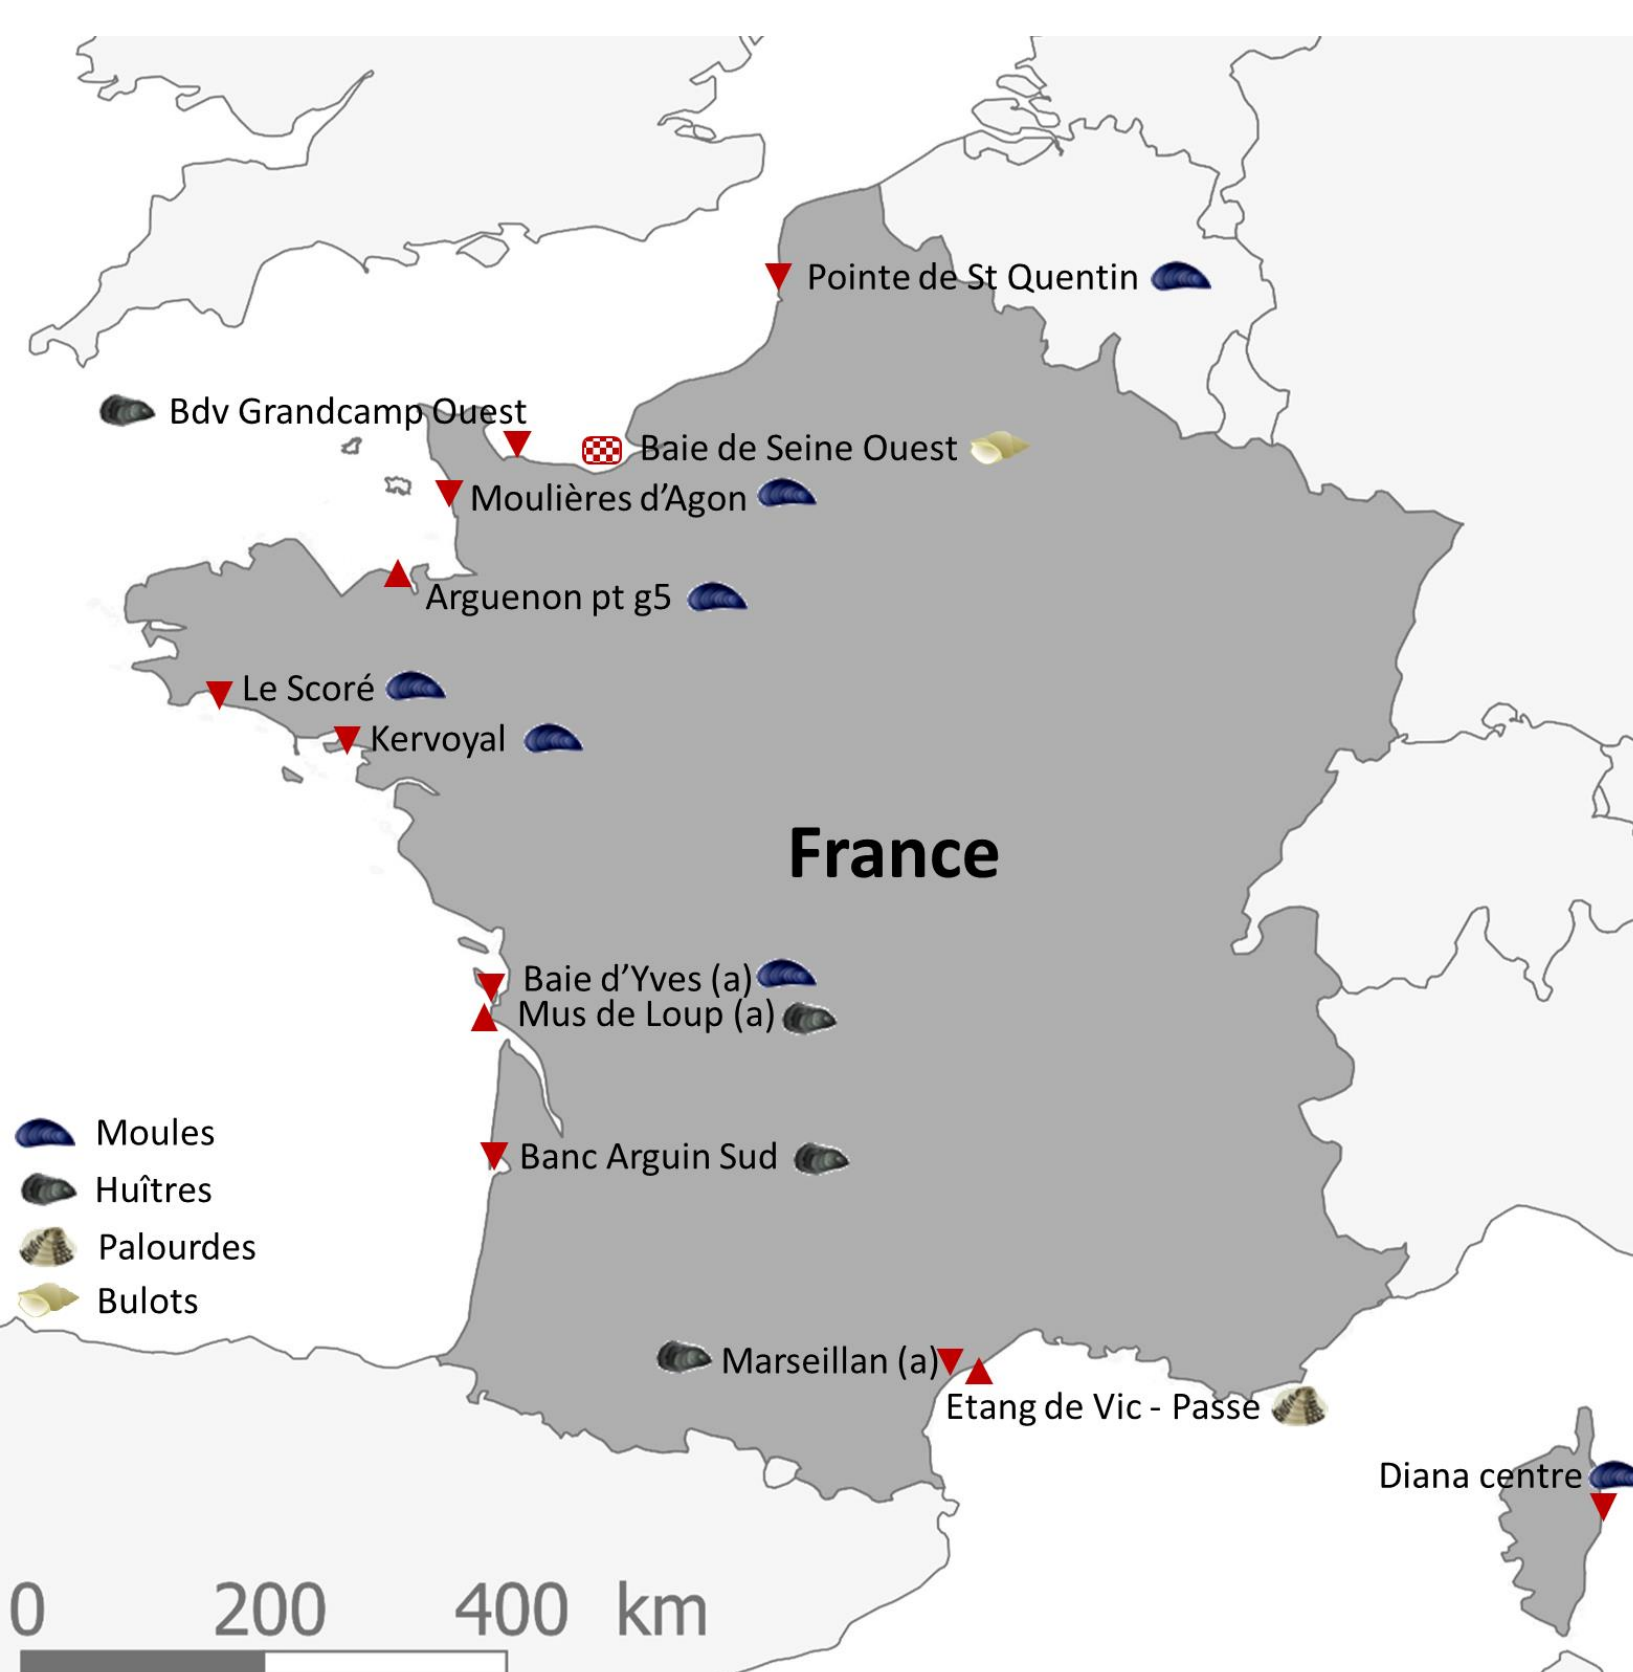 Pointe de St Quentin
Bdv Grandcamp Ouest
Baie de Seine Ouest
Moulières d’Agon
Arguenon pt g5
Le Scoré
Kervoyal
France
Baie d’Yves (a)
Mus de Loup (a)
Moules
Banc Arguin Sud
Huîtres
Palourdes
Bulots
Marseillan (a)
Etang de Vic - Passe
Diana centre
0 200 400 km